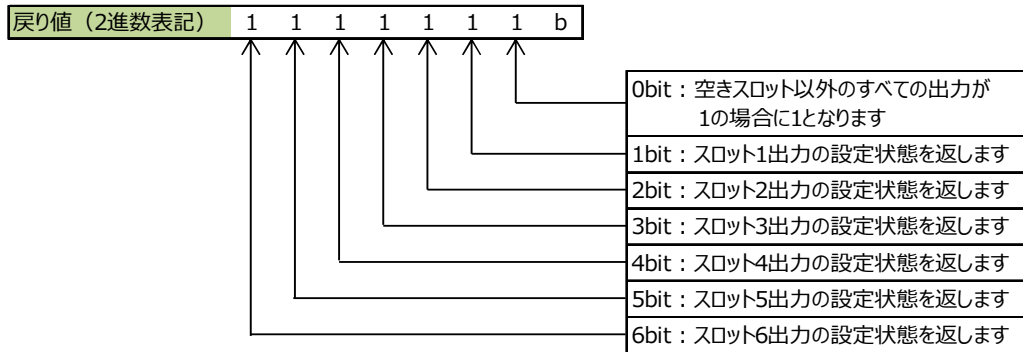 戻り値（2進数表記） 1 1 1 1 1 1 1 b
0bit：空きスロット以外のすべての出力が
1の場合に1となります
1bit：スロット1出力の設定状態を返します
2bit：スロット2出力の設定状態を返します
3bit：スロット3出力の設定状態を返します
4bit：スロット4出力の設定状態を返します
5bit：スロット5出力の設定状態を返します
6bit：スロット6出力の設定状態を返します